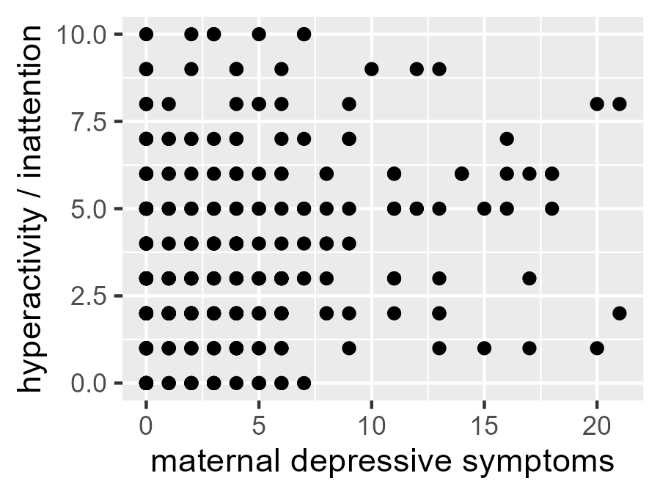 hyperactivity / inattention
10.0
7.5
5.0
2.5
0.0
0 5 10 15 20
maternal depressive symptoms